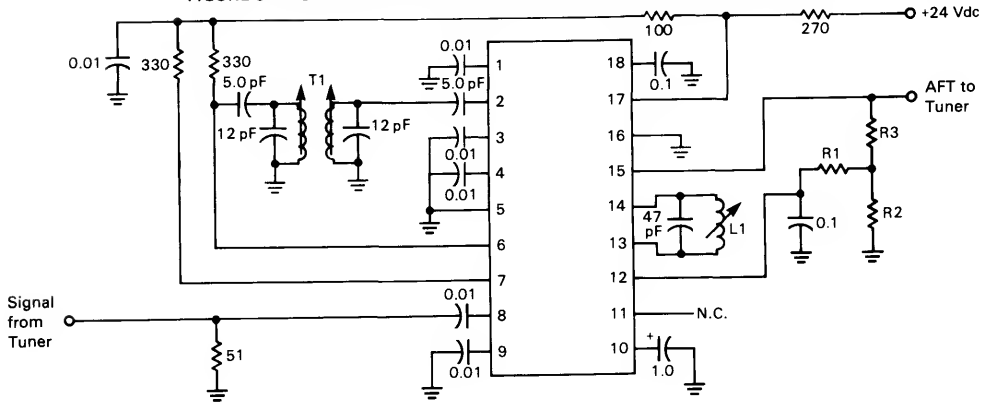 +24 Vdc
100
270
0.01
330
330
5.0 pF
T1
12 pF
12 pF
0.01
5.0 pF
0.01
0.01
1
2
3
4
5
6
7
8
9
18
17
16
15
14
13
12
11
10
0.1
AFT to
Tuner
R3
R1
R2
0.1
47
pF
L1
N.C.
+
1.0
Signal
from
Tuner
51
0.01
0.01